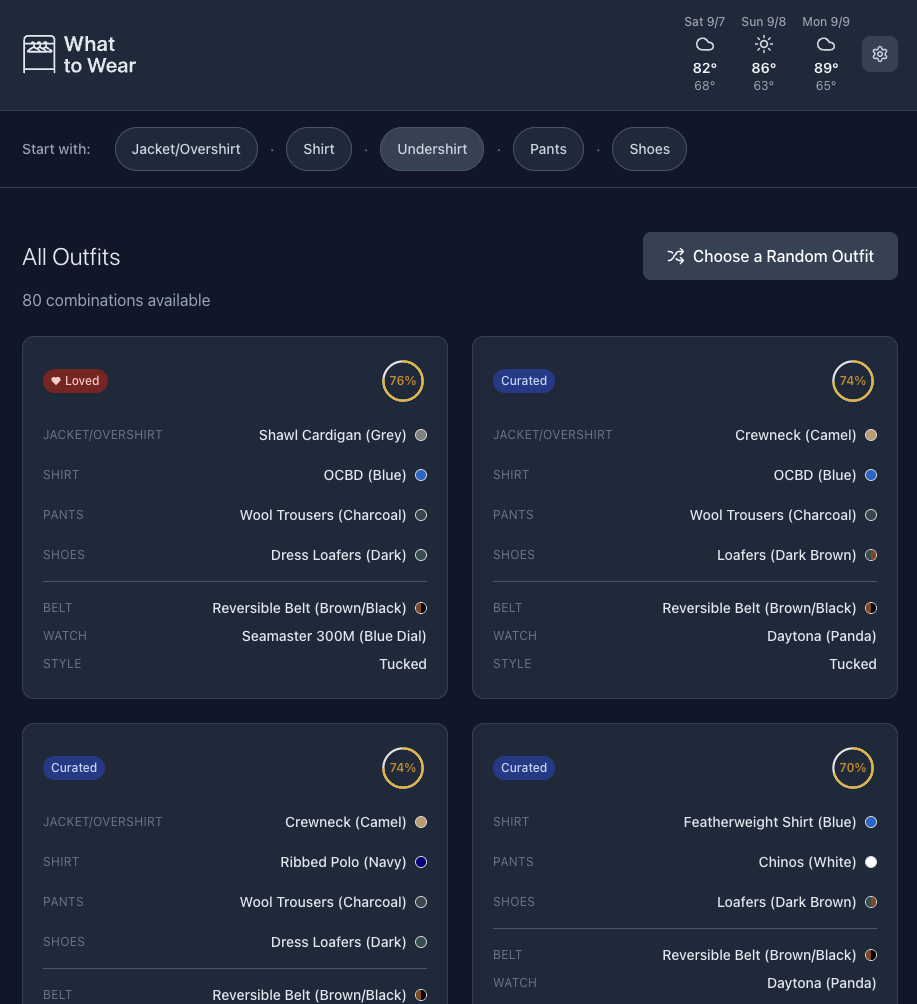 What
to Wear
Sat 9/7 Sun 9/8 Mon 9/9
82° 86° 89°
68° 63° 65°
Start with: Jacket/Overshirt · Shirt · Undershirt · Pants · Shoes
All Outfits
Choose a Random Outfit
80 combinations available
Loved 76%
JACKET/OVERSHIRT Shawl Cardigan (Grey)
SHIRT OCBD (Blue)
PANTS Wool Trousers (Charcoal)
SHOES Dress Loafers (Dark)
BELT Reversible Belt (Brown/Black)
WATCH Seamaster 300M (Blue Dial)
STYLE Tucked
Curated 74%
JACKET/OVERSHIRT Crewneck (Camel)
SHIRT OCBD (Blue)
PANTS Wool Trousers (Charcoal)
SHOES Loafers (Dark Brown)
BELT Reversible Belt (Brown/Black)
WATCH Daytona (Panda)
STYLE Tucked
Curated 74%
JACKET/OVERSHIRT Crewneck (Camel)
SHIRT Ribbed Polo (Navy)
PANTS Wool Trousers (Charcoal)
SHOES Dress Loafers (Dark)
BELT Reversible Belt (Brown/Black)
Curated 70%
SHIRT Featherweight Shirt (Blue)
PANTS Chinos (White)
SHOES Loafers (Dark Brown)
BELT Reversible Belt (Brown/Black)
WATCH Daytona (Panda)